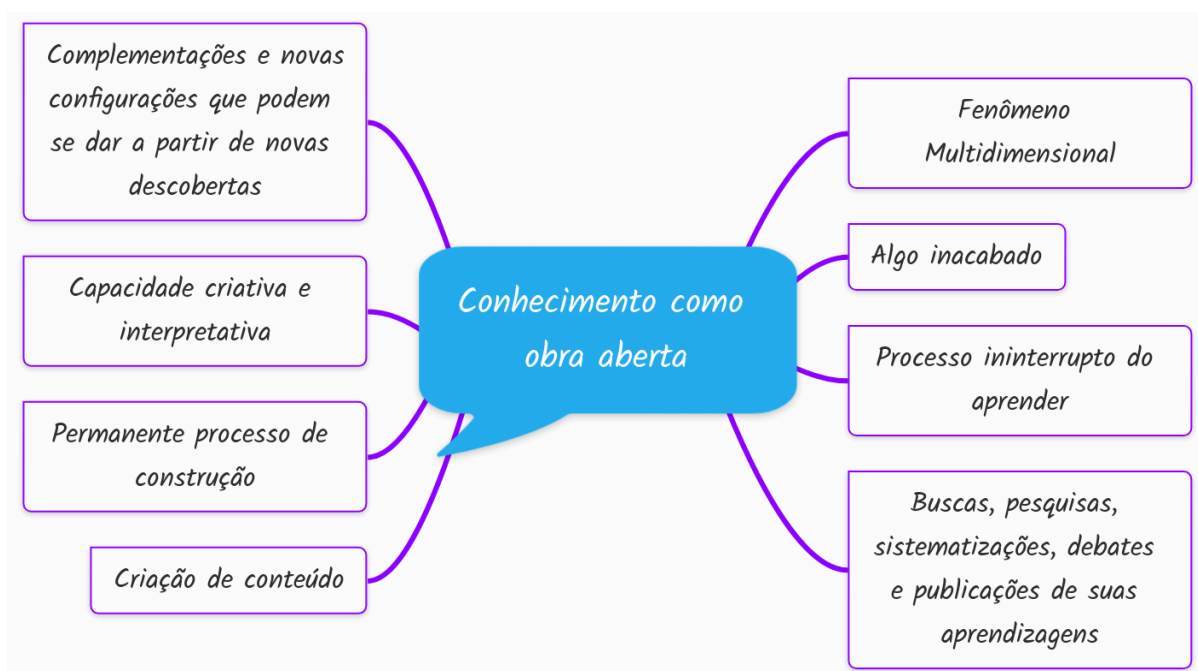 Complementações e novas
configurações que podem
se dar a partir de novas
descobertas
Capacidade criativa e
interpretativa
Permanente processo de
construção
Criação de conteúdo
Conhecimento como
obra aberta
Fenômeno
Multidimensional
Algo inacabado
Processo ininterrupto do
aprender
Buscas, pesquisas,
sistematizações, debates
e publicações de suas
aprendizagens